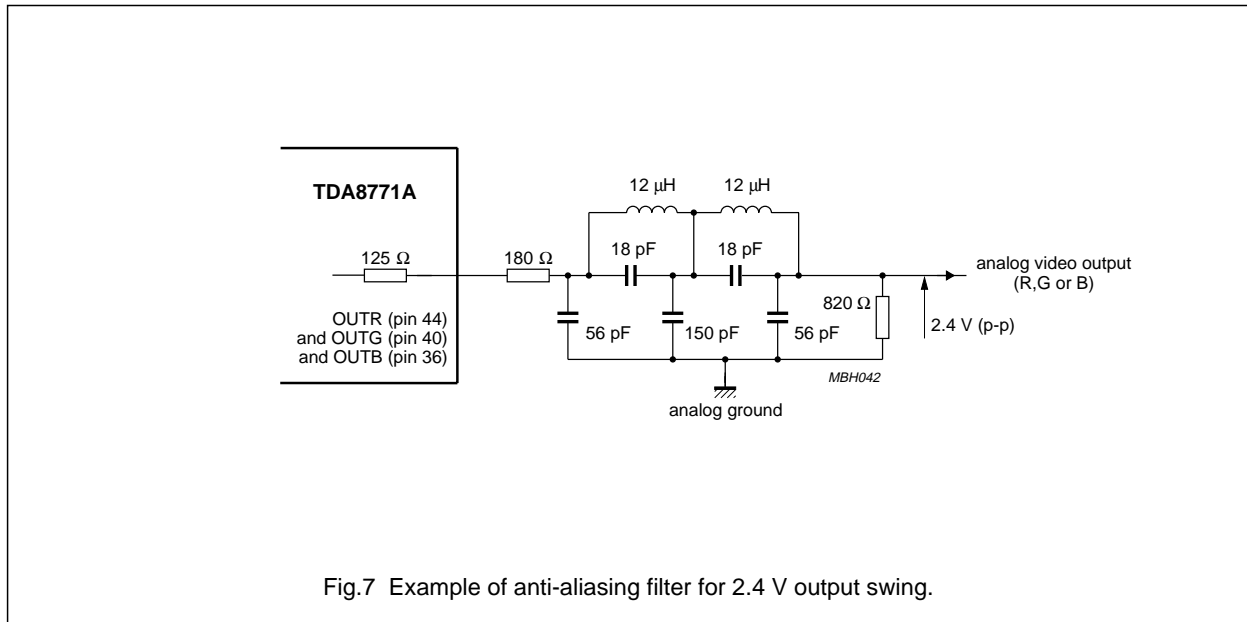 TDA8771A
125 Ω
OUTR (pin 44)
and OUTG (pin 40)
and OUTB (pin 36)
180 Ω
12 μH
12 μH
18 pF
18 pF
56 pF
150 pF
56 pF
820 Ω
analog video output
(R,G or B)
2.4 V (p-p)
MBH042
analog ground
Fig.7 Example of anti-aliasing filter for 2.4 V output swing.